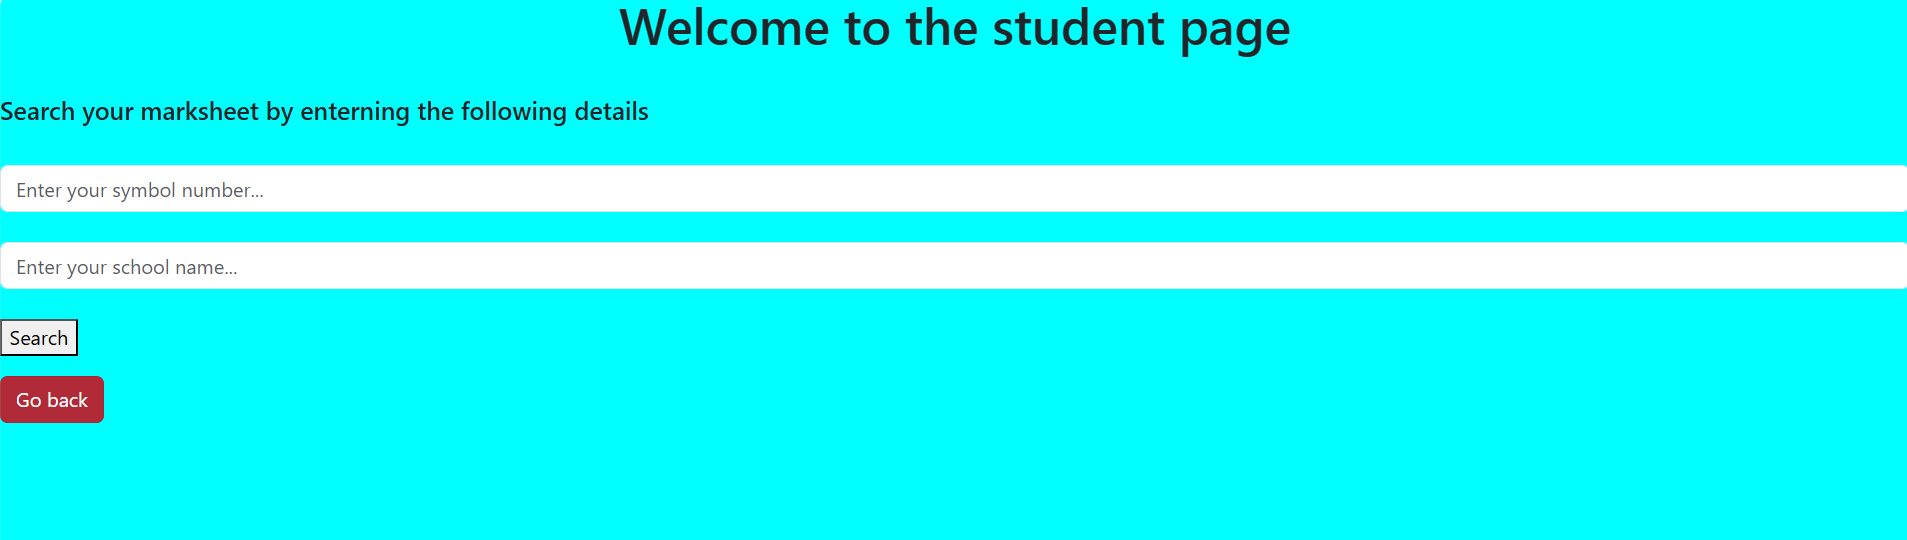 Welcome to the student page
Search your marksheet by enterning the following details
Enter your symbol number...
Enter your school name...
Search
Go back